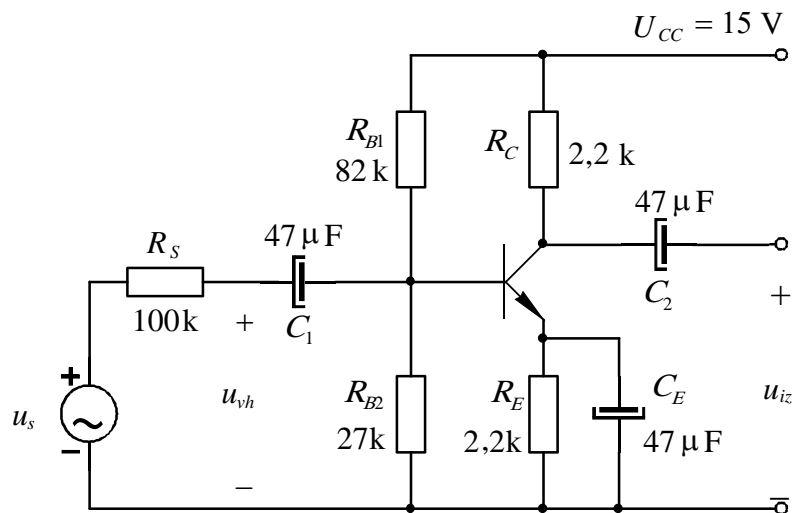 U_CC = 15 V
R_B1
82 k
R_C
2,2 k
47 µF
C_2
R_S
100k
47 µF
C_1
+
u_vh
−
+
−
u_s
R_B2
27k
R_E
2,2k
C_E
47 µF
+
u_iz
−